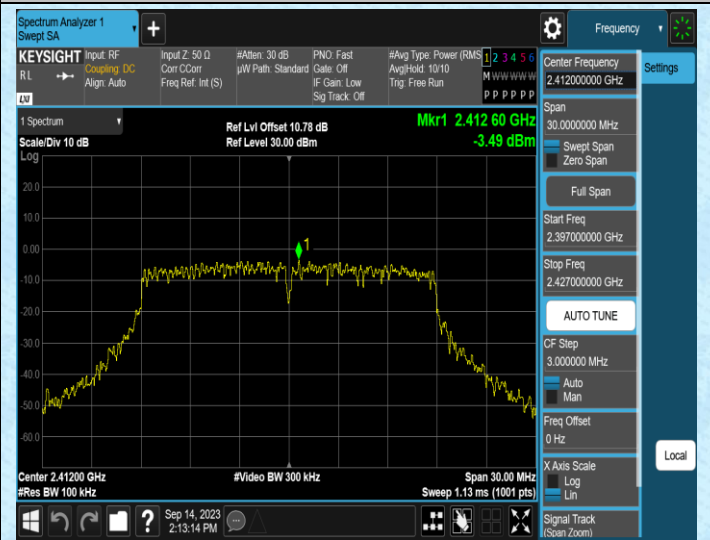 Spectrum Analyzer 1
Swept SA
+
Frequency
KEYSIGHT
RL
LXI
Input: RF
Coupling: DC
Align: Auto
Input Z: 50 Ω
Corr CCorr
Freq Ref: Int (S)
#Atten: 30 dB
µW Path: Standard
PNO: Fast
Gate: Off
IF Gain: Low
Sig Track: Off
#Avg Type: Power (RMS
Avg|Hold: 10/10
Trig: Free Run
1 2 3 4 5 6
M W W W W W
P P P P P P
1 Spectrum
Scale/Div 10 dB
Log
Ref Lvl Offset 10.78 dB
Ref Level 30.00 dBm
Mkr1 2.412 60 GHz
-3.49 dBm
20.0
10.0
0.00
-10.0
-20.0
-30.0
-40.0
-50.0
-60.0
1
Center 2.41200 GHz
#Res BW 100 kHz
#Video BW 300 kHz
Span 30.00 MHz
Sweep 1.13 ms (1001 pts)
Sep 14, 2023
2:13:14 PM
?
Center Frequency
2.412000000 GHz
Settings
Span
30.0000000 MHz
Swept Span
Zero Span
Full Span
Start Freq
2.397000000 GHz
Stop Freq
2.427000000 GHz
AUTO TUNE
CF Step
3.000000 MHz
Auto
Man
Freq Offset
0 Hz
X Axis Scale
Log
Lin
Local
Signal Track
(Span Zoom)